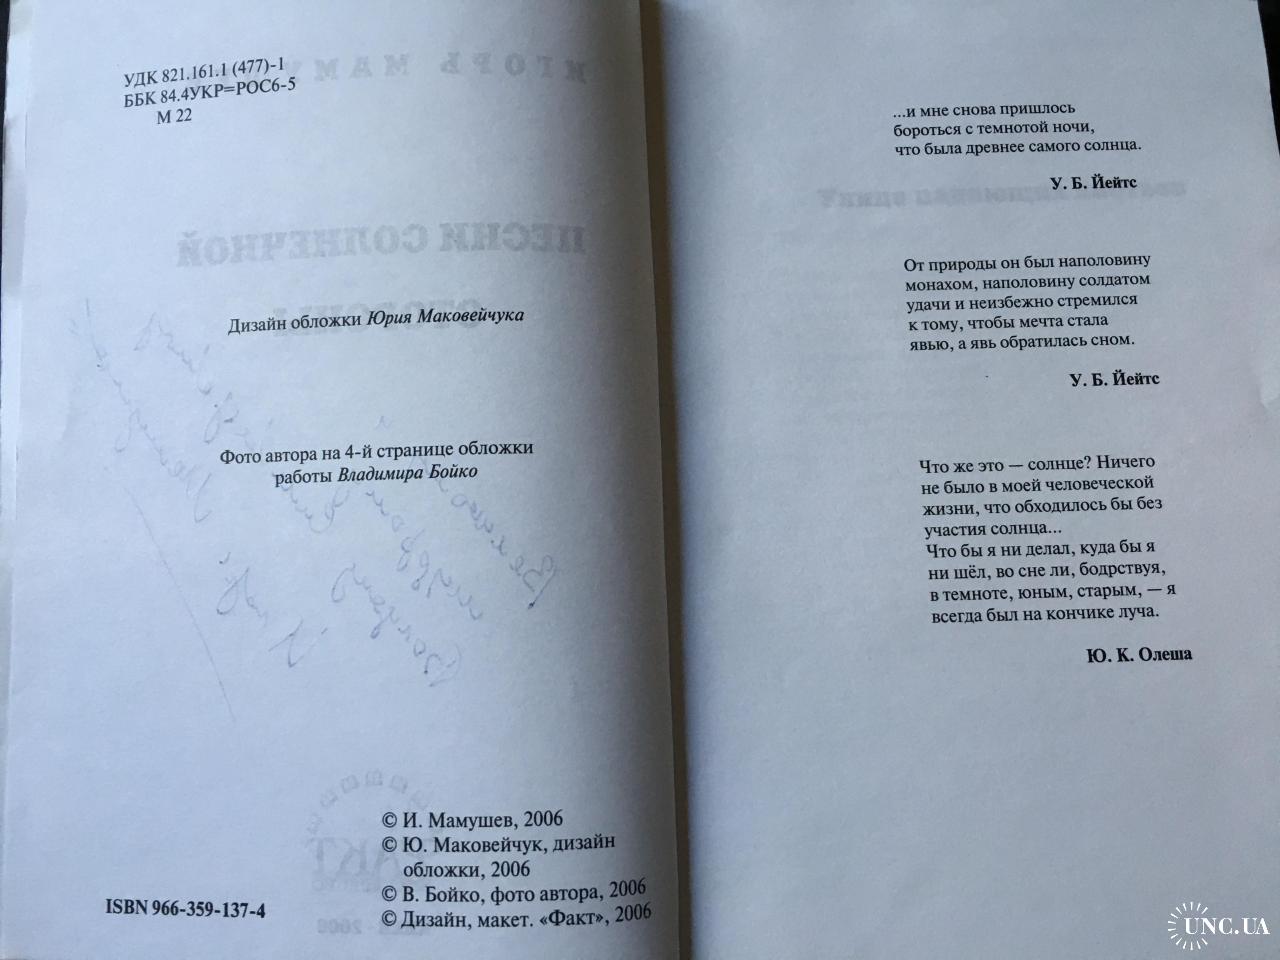 УДК 821.161.1 (477)-1
ББК 84.4УКР=РОС6-5
М 22
ПЕСНИ СОЛНЕЧНОЙ
Дизайн обложки Юрия Маковейчука
Фото автора на 4-й странице обложки
работы Владимира Бойко
© И. Мамушев, 2006
© Ю. Маковейчук, дизайн
обложки, 2006
© В. Бойко, фото автора, 2006
© Дизайн, макет. «Факт», 2006
ISBN 966-359-137-4
...и мне снова пришлось
бороться с темнотой ночи,
что была древнее самого солнца.
У. Б. Йейтс
От природы он был наполовину
монахом, наполовину солдатом
удачи и неизбежно стремился
к тому, чтобы мечта стала
явью, а явь обратилась сном.
У. Б. Йейтс
Что же это — солнце? Ничего
не было в моей человеческой
жизни, что обходилось бы без
участия солнца...
Что бы я ни делал, куда бы я
ни шёл, во сне ли, бодрствуя,
в темноте, юным, старым, — я
всегда был на кончике луча.
Ю. К. Олеша
UNC.UA